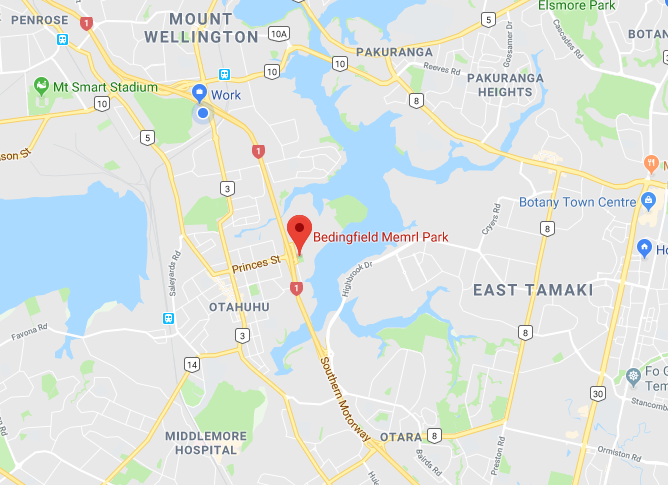 Elsmore Park
PENROSE
1
MOUNT
WELLINGTON
10A
5
Gossamer Dr
Cascades Rd
BOTAN
PAKURANGA
10
10
Reeves Rd
PAKURANGA
HEIGHTS
Mt Smart Stadium
10
Work
8
5
1
son St
3
Botany Town Centre
8
Cryers Rd
Bedingfield Memrl Park
Ho
Princes St
Saleyards Rd
Highbrook Dr
1
EAST TAMAKI
OTAHUHU
Favona Rd
3
8
14
Southern Motorway
Fo G
Tem
30
Stancomb
MIDDLEMORE
HOSPITAL
OTARA
8
Bairds Rd
Preston Rd
Ormiston Rd